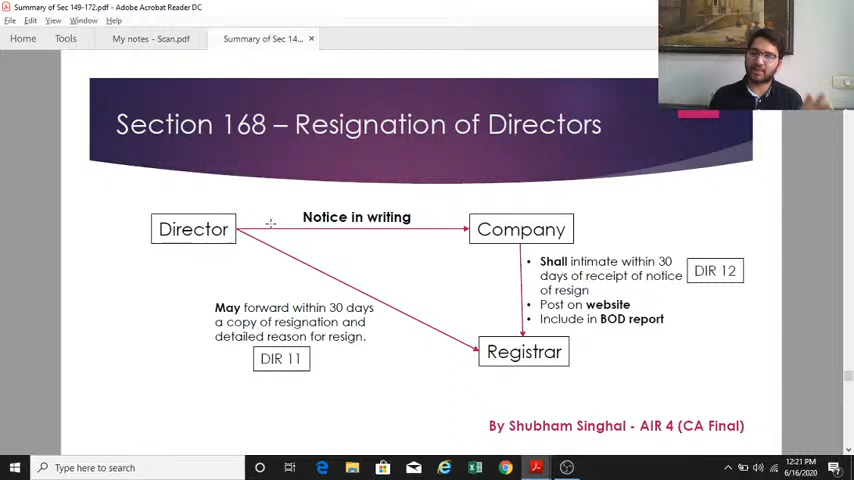 Summary of Sec 149-172.pdf - Adobe Acrobat Reader DC
File Edit View Window Help
Home Tools My notes - Scan.pdf Summary of Sec 14... ×
Section 168 – Resignation of Directors
Notice in writing
Director
Company
• Shall intimate within 30
days of receipt of notice
of resign
DIR 12
• Post on website
• Include in BOD report
May forward within 30 days
a copy of resignation and
detailed reason for resign.
DIR 11
Registrar
By Shubham Singhal - AIR 4 (CA Final)
Type here to search
12:21 PM
6/16/2020